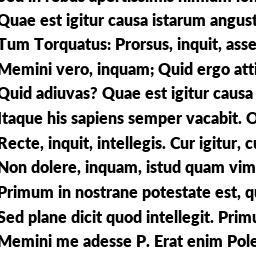 Quae est igitur causa istarum angust
Tum Torquatus: Prorsus, inquit, asse
Memini vero, inquam; Quid ergo atti
Quid adiuvas? Quae est igitur causa
Itaque his sapiens semper vacabit. O
Recte, inquit, intellegis. Cur igitur, cu
Non dolere, inquam, istud quam vim
Primum in nostrane potestate est, qu
Sed plane dicit quod intellegit. Primu
Memini me adesse P. Erat enim Pole